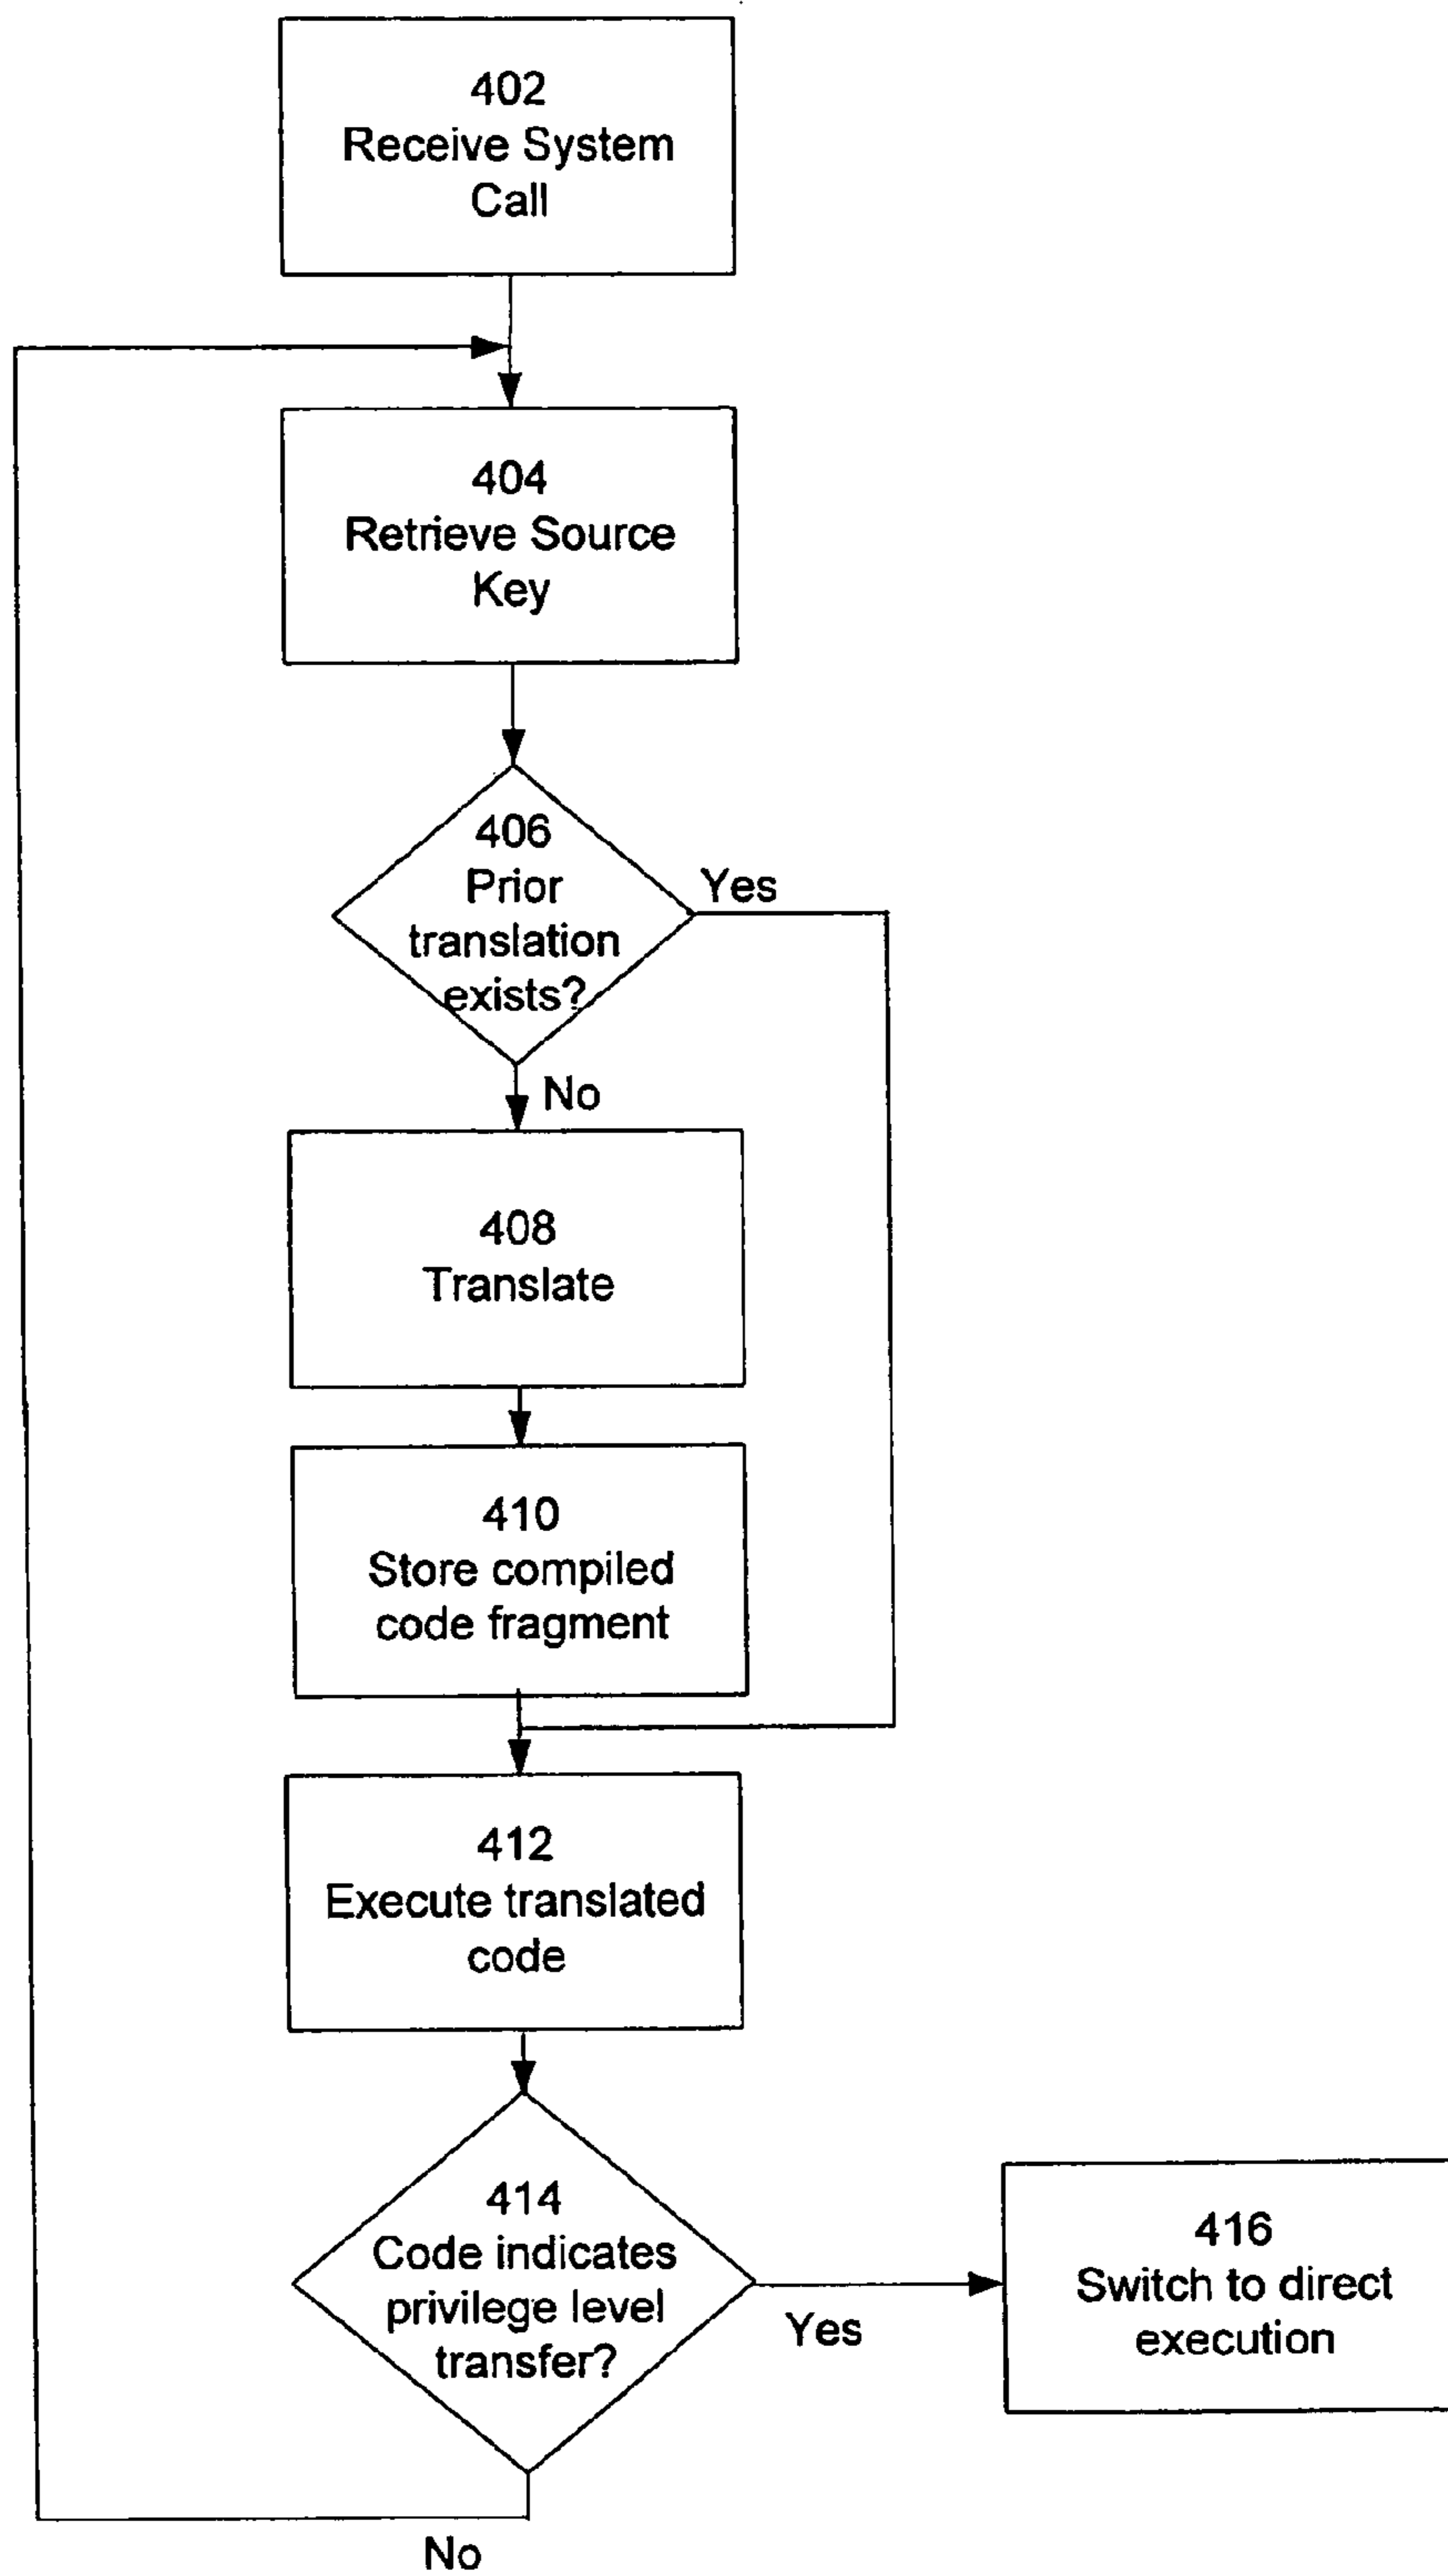 402
Receive System
Call
404
Retrieve Source
Key
406
Prior
translation
exists?
Yes
No
408
Translate
410
Store compiled
code fragment
412
Execute translated
code
414
Code indicates
privilege level
transfer?
Yes
416
Switch to direct
execution
No